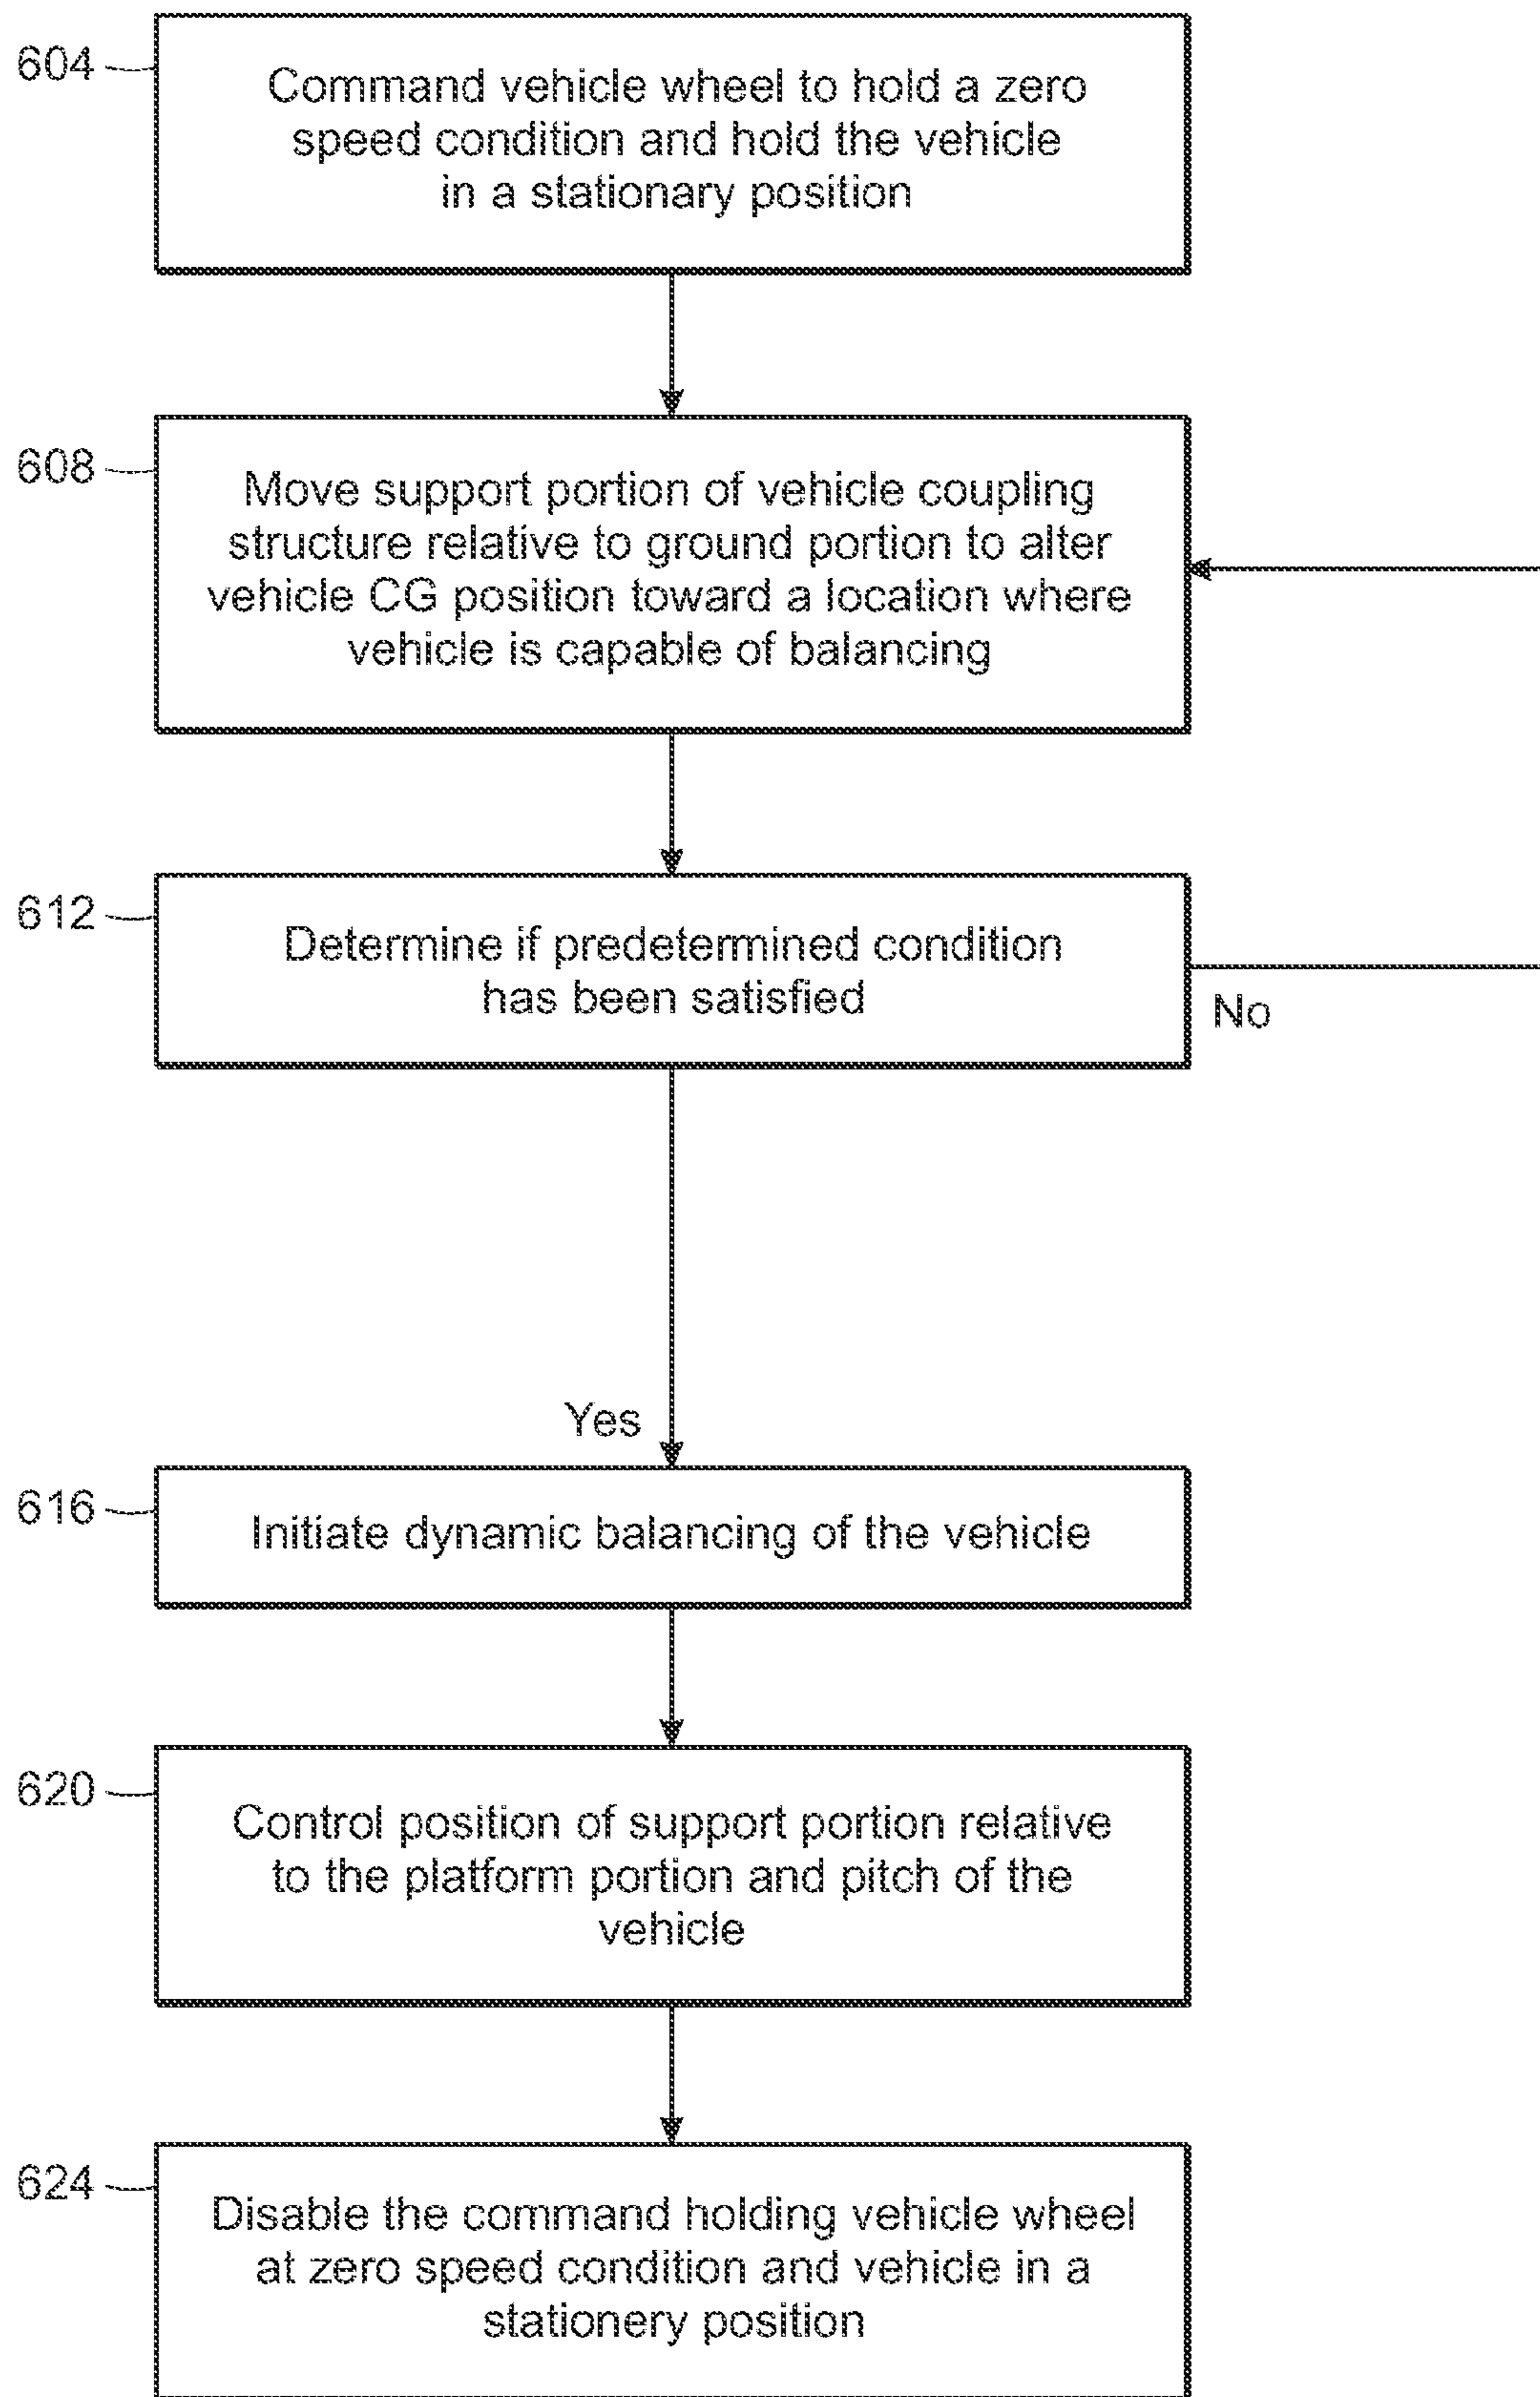 604
Command vehicle wheel to hold a zero
speed condition and hold the vehicle
in a stationary position
608
Move support portion of vehicle coupling
structure relative to ground portion to alter
vehicle CG position toward a location where
vehicle is capable of balancing
612
Determine if predetermined condition
has been satisfied
No
Yes
616
Initiate dynamic balancing of the vehicle
620
Control position of support portion relative
to the platform portion and pitch of the
vehicle
624
Disable the command holding vehicle wheel
at zero speed condition and vehicle in a
stationery position